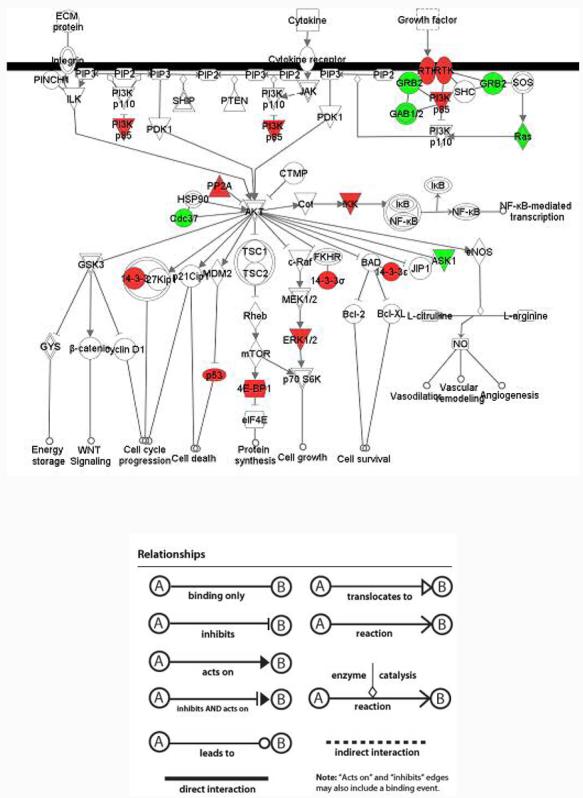 ECM
protein
Cytokine
Growth factor
Integrin
Cytokine receptor
RTK RTK
PINCH1
PIP3
PIP2
PIP3
PIP2
PIP3
PIP2
PIP3
PIP2
GRB2
GRB2
SOS
ILK
PI3K
p110
SHIP
PTEN
PI3K
p110
JAK
PI3K
p85
SHC
GAB1/2
PI3K
p85
PDK1
PI3K
p85
PDK1
PI3K
p110
Ras
CTMP
PP2A
HSP90
Cdc37
AKT
Cot
IKK
IκB
NF-κB
IκB
NF-κB
NF-κB-mediated
transcription
GSK3
14-3-3
p27Kip1
p21Cip1
MDM2
TSC1
TSC2
c-Raf
FKHR
14-3-3σ
BAD
14-3-3ε
JIP1
ASK1
eNOS
MEK1/2
Rheb
Bcl-2
Bcl-XL
L-citruline
L-arginine
GYS
β-catenin
cyclin D1
mTOR
ERK1/2
NO
p53
4E-BP1
p70 S6K
Vasodilation
Vascular
remodeling
Angiogenesis
eIF4E
Energy
storage
WNT
Signaling
Cell cycle
progression
Cell death
Protein
synthesis
Cell growth
Cell survival
Relationships
A binding only B
A translocates to B
A inhibits B
A reaction B
A acts on B
enzyme catalysis
A inhibits AND acts on B
A reaction B
A leads to B
indirect interaction
direct interaction
Note: "Acts on" and "inhibits" edges
may also include a binding event.